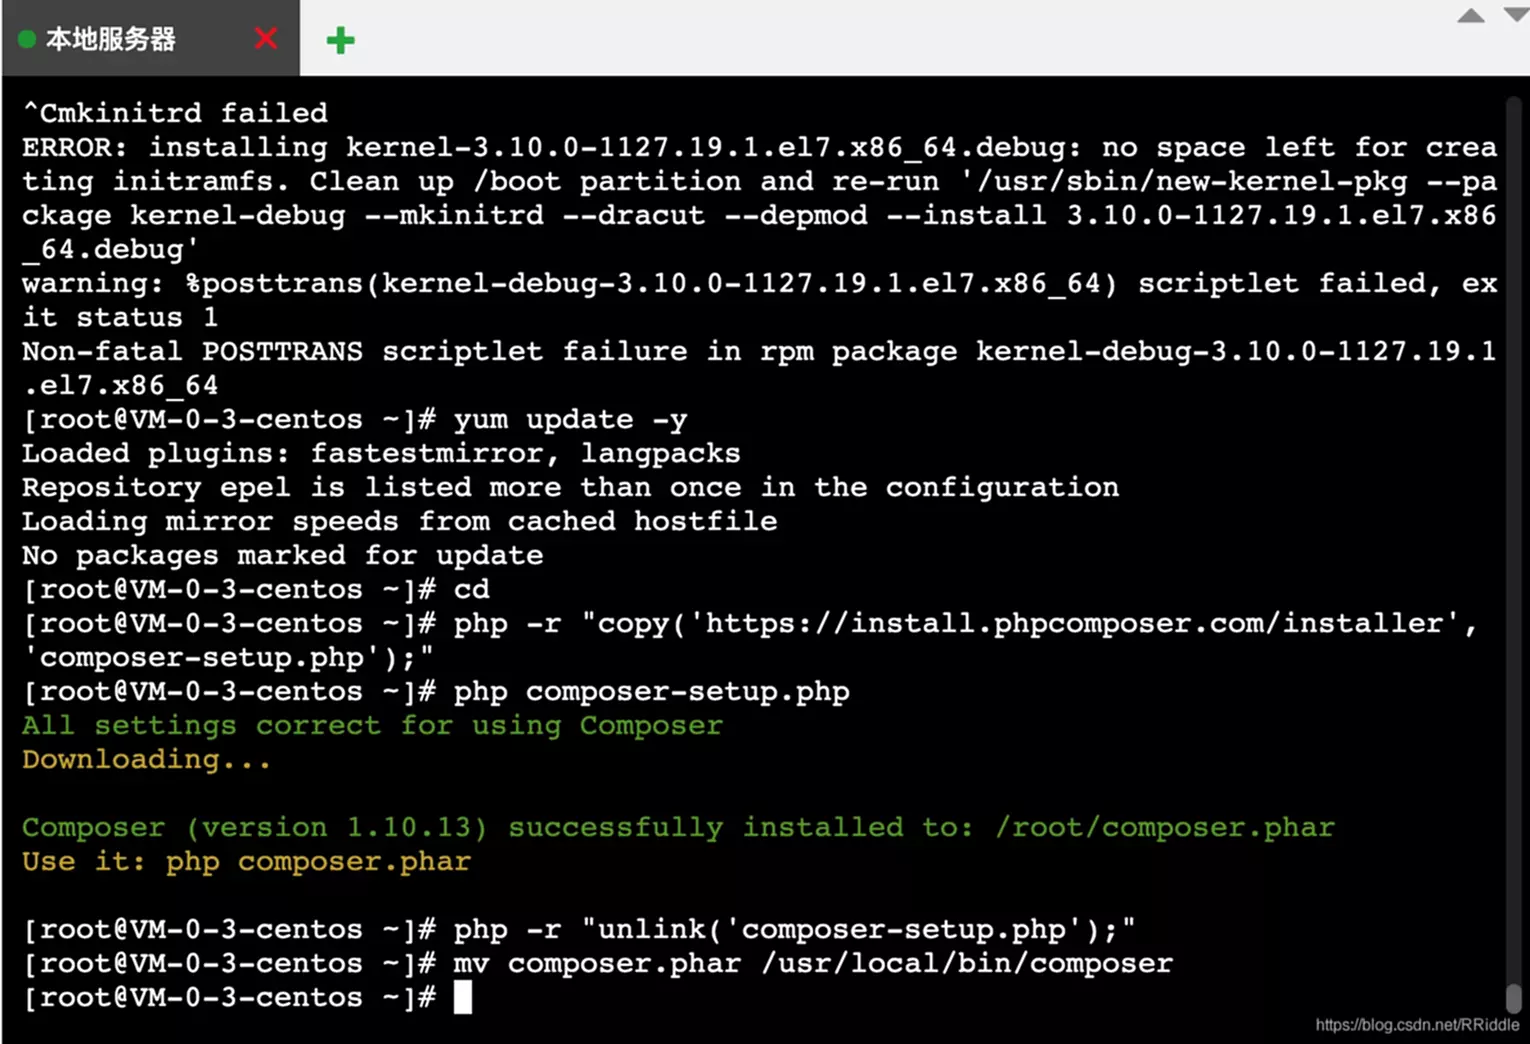 本地服务器
^Cmkinitrd failed
ERROR: installing kernel-3.10.0-1127.19.1.el7.x86_64.debug: no space left for crea
ting initramfs. Clean up /boot partition and re-run '/usr/sbin/new-kernel-pkg --pa
ckage kernel-debug --mkinitrd --dracut --depmod --install 3.10.0-1127.19.1.el7.x86
_64.debug'
warning: %posttrans(kernel-debug-3.10.0-1127.19.1.el7.x86_64) scriptlet failed, ex
it status 1
Non-fatal POSTTRANS scriptlet failure in rpm package kernel-debug-3.10.0-1127.19.1
.el7.x86_64
[root@VM-0-3-centos ~]# yum update -y
Loaded plugins: fastestmirror, langpacks
Repository epel is listed more than once in the configuration
Loading mirror speeds from cached hostfile
No packages marked for update
[root@VM-0-3-centos ~]# cd
[root@VM-0-3-centos ~]# php -r "copy('https://install.phpcomposer.com/installer',
'composer-setup.php');"
[root@VM-0-3-centos ~]# php composer-setup.php
All settings correct for using Composer
Downloading...
Composer (version 1.10.13) successfully installed to: /root/composer.phar
Use it: php composer.phar
[root@VM-0-3-centos ~]# php -r "unlink('composer-setup.php');"
[root@VM-0-3-centos ~]# mv composer.phar /usr/local/bin/composer
[root@VM-0-3-centos ~]#
https://blog.csdn.net/RRiddle